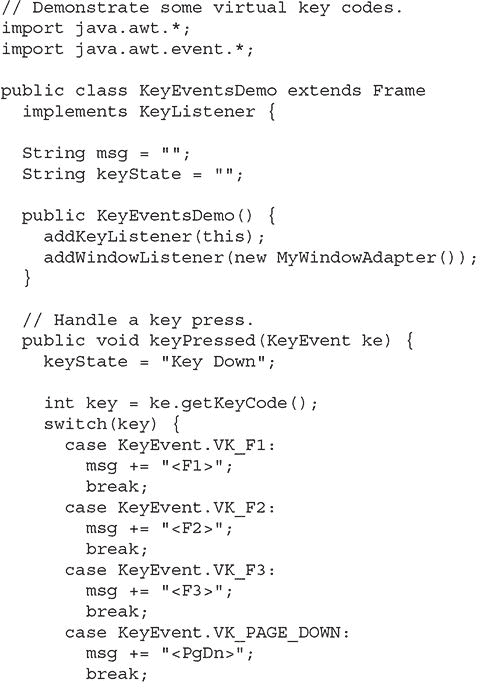 // Demonstrate some virtual key codes.
import java.awt.*;
import java.awt.event.*;

public class KeyEventsDemo extends Frame
  implements KeyListener {

  String msg = "";
  String keyState = "";

  public KeyEventsDemo() {
    addKeyListener(this);
    addWindowListener(new MyWindowAdapter());
  }

  // Handle a key press.
  public void keyPressed(KeyEvent ke) {
    keyState = "Key Down";

    int key = ke.getKeyCode();
    switch(key) {
      case KeyEvent.VK_F1:
        msg += "<F1>";
        break;
      case KeyEvent.VK_F2:
        msg += "<F2>";
        break;
      case KeyEvent.VK_F3:
        msg += "<F3>";
        break;
      case KeyEvent.VK_PAGE_DOWN:
        msg += "<PgDn>";
        break;